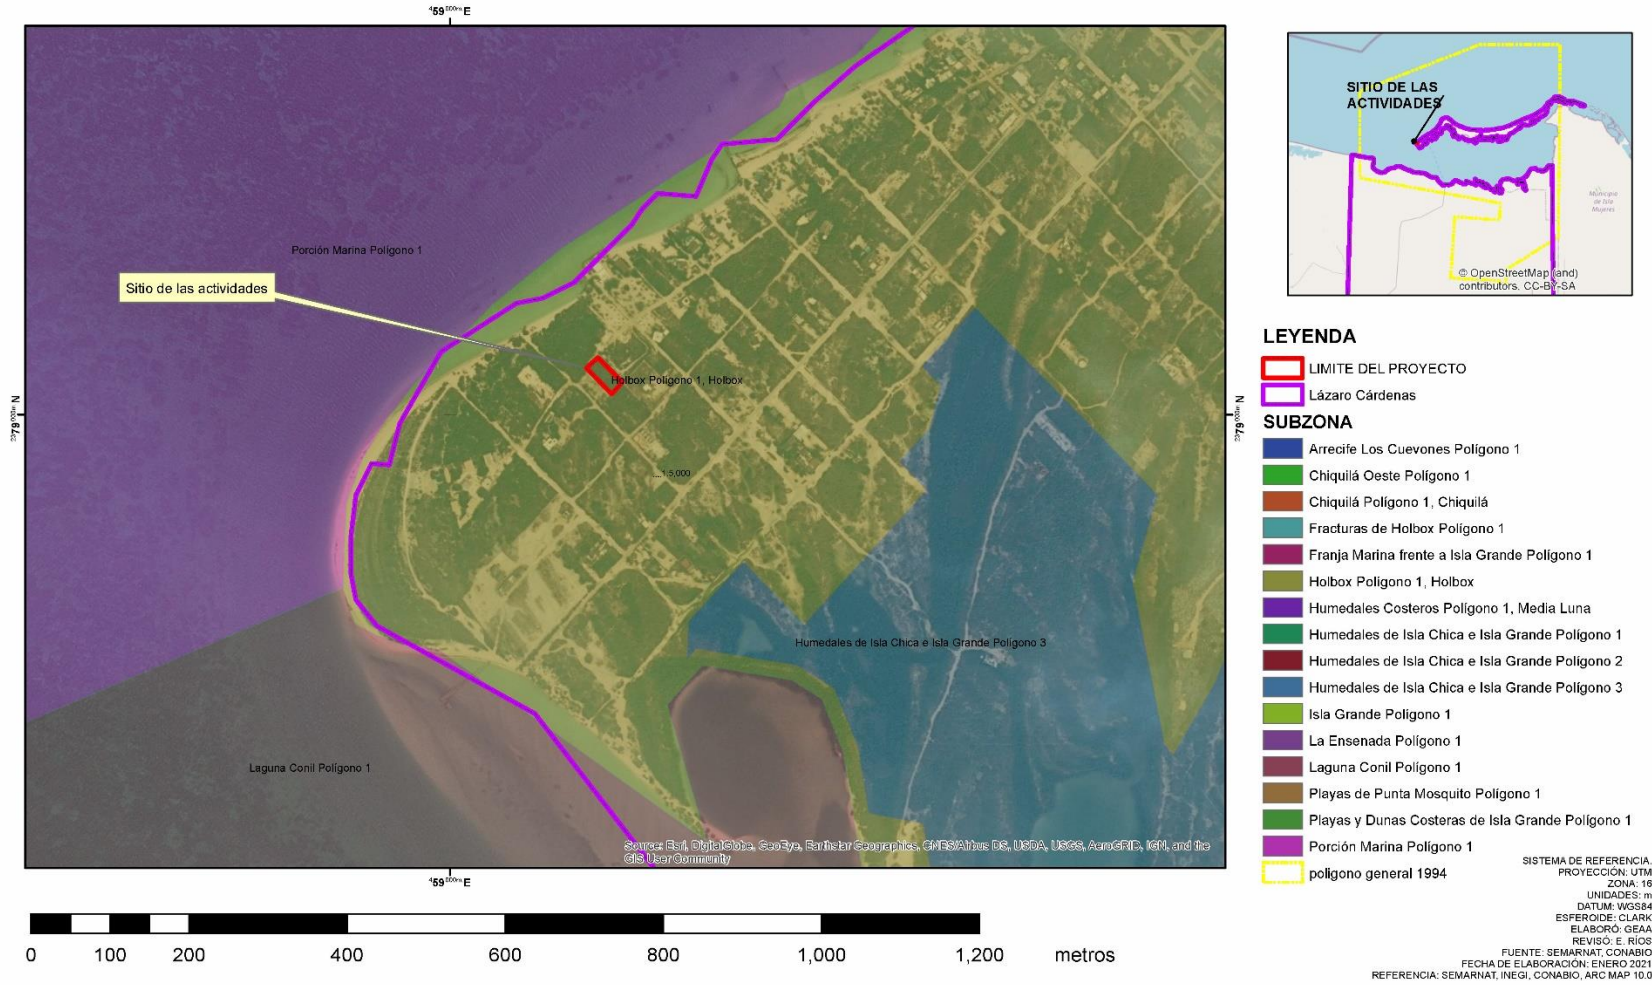 459000m E
Porción Marina Polígono 1
Sitio de las actividades
Holbox Polígono 1, Holbox
1:5,000
Humedales de Isla Chica e Isla Grande Polígono 3
Laguna Conil Polígono 1
Source: Esri, DigitalGlobe, GeoEye, Earthstar Geographics, CNES/Airbus DS, USDA, USGS, AeroGRID, IGN, and the
GIS User Community
0 100 200 400 600 800 1,000 1,200 metros
SITIO DE LAS
ACTIVIDADES
Municipio
de Isla
Mujeres
© OpenStreetMap (and)
contributors, CC-BY-SA
LEYENDA
LIMITE DEL PROYECTO
Lázaro Cárdenas
SUBZONA
Arrecife Los Cuevones Polígono 1
Chiquilá Oeste Polígono 1
Chiquilá Polígono 1, Chiquilá
Fracturas de Holbox Polígono 1
Franja Marina frente a Isla Grande Polígono 1
Holbox Polígono 1, Holbox
Humedales Costeros Polígono 1, Media Luna
Humedales de Isla Chica e Isla Grande Polígono 1
Humedales de Isla Chica e Isla Grande Polígono 2
Humedales de Isla Chica e Isla Grande Polígono 3
Isla Grande Polígono 1
La Ensenada Polígono 1
Laguna Conil Polígono 1
Playas de Punta Mosquito Polígono 1
Playas y Dunas Costeras de Isla Grande Polígono 1
Porción Marina Polígono 1
poligono general 1994
SISTEMA DE REFERENCIA.
PROYECCIÓN: UTM
ZONA: 16
UNIDADES: m
DATUM: WGS84
ESFEROIDE: CLARK
ELABORÓ: GEAA
REVISÓ: E. RÍOS
FUENTE: SEMARNAT, CONABIO
FECHA DE ELABORACIÓN: ENERO 2021
REFERENCIA: SEMARNAT, INEGI, CONABIO, ARC MAP 10.0